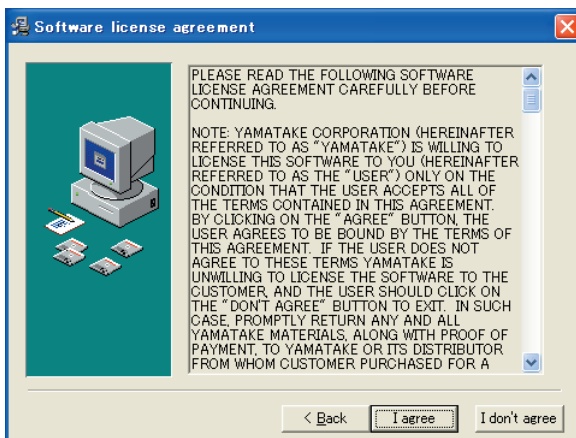 Software license agreement
PLEASE READ THE FOLLOWING SOFTWARE
LICENSE AGREEMENT CAREFULLY BEFORE
CONTINUING.
NOTE: YAMATAKE CORPORATION (HEREINAFTER
REFERRED TO AS "YAMATAKE") IS WILLING TO
LICENSE THIS SOFTWARE TO YOU (HEREINAFTER
REFERRED TO AS THE "USER") ONLY ON THE
CONDITION THAT THE USER ACCEPTS ALL OF
THE TERMS CONTAINED IN THIS AGREEMENT.
BY CLICKING ON THE "AGREE" BUTTON, THE
USER AGREES TO BE BOUND BY THE TERMS OF
THIS AGREEMENT. IF THE USER DOES NOT
AGREE TO THESE TERMS YAMATAKE IS
UNWILLING TO LICENSE THE SOFTWARE TO THE
CUSTOMER, AND THE USER SHOULD CLICK ON
THE "DON'T AGREE" BUTTON TO EXIT. IN SUCH
CASE, PROMPTLY RETURN ANY AND ALL
YAMATAKE MATERIALS, ALONG WITH PROOF OF
PAYMENT, TO YAMATAKE OR ITS DISTRIBUTOR
FROM WHOM CUSTOMER PURCHASED FOR A
< Back I agree I don't agree